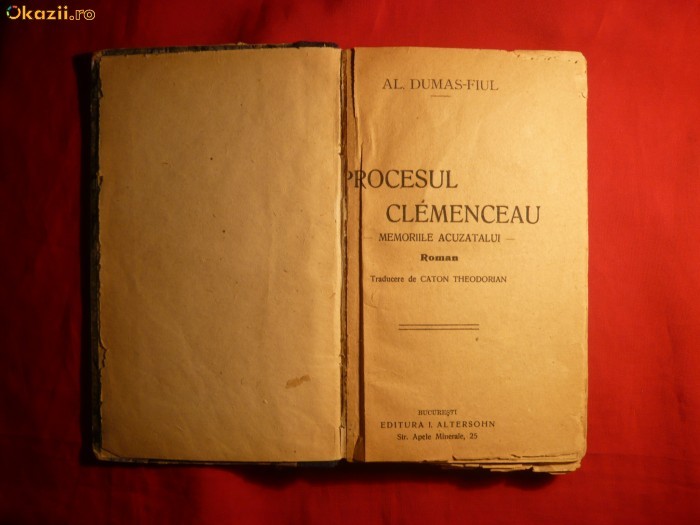 Okazii.ro
AL. DUMAS-FIUL
PROCESUL
CLÉMENCEAU
— MEMORIILE ACUZATALUI —
Roman
Traducere de CATON THEODORIAN
BUCUREŞTI
EDITURA I. ALTERSOHN
Str. Apele Minerale, 25